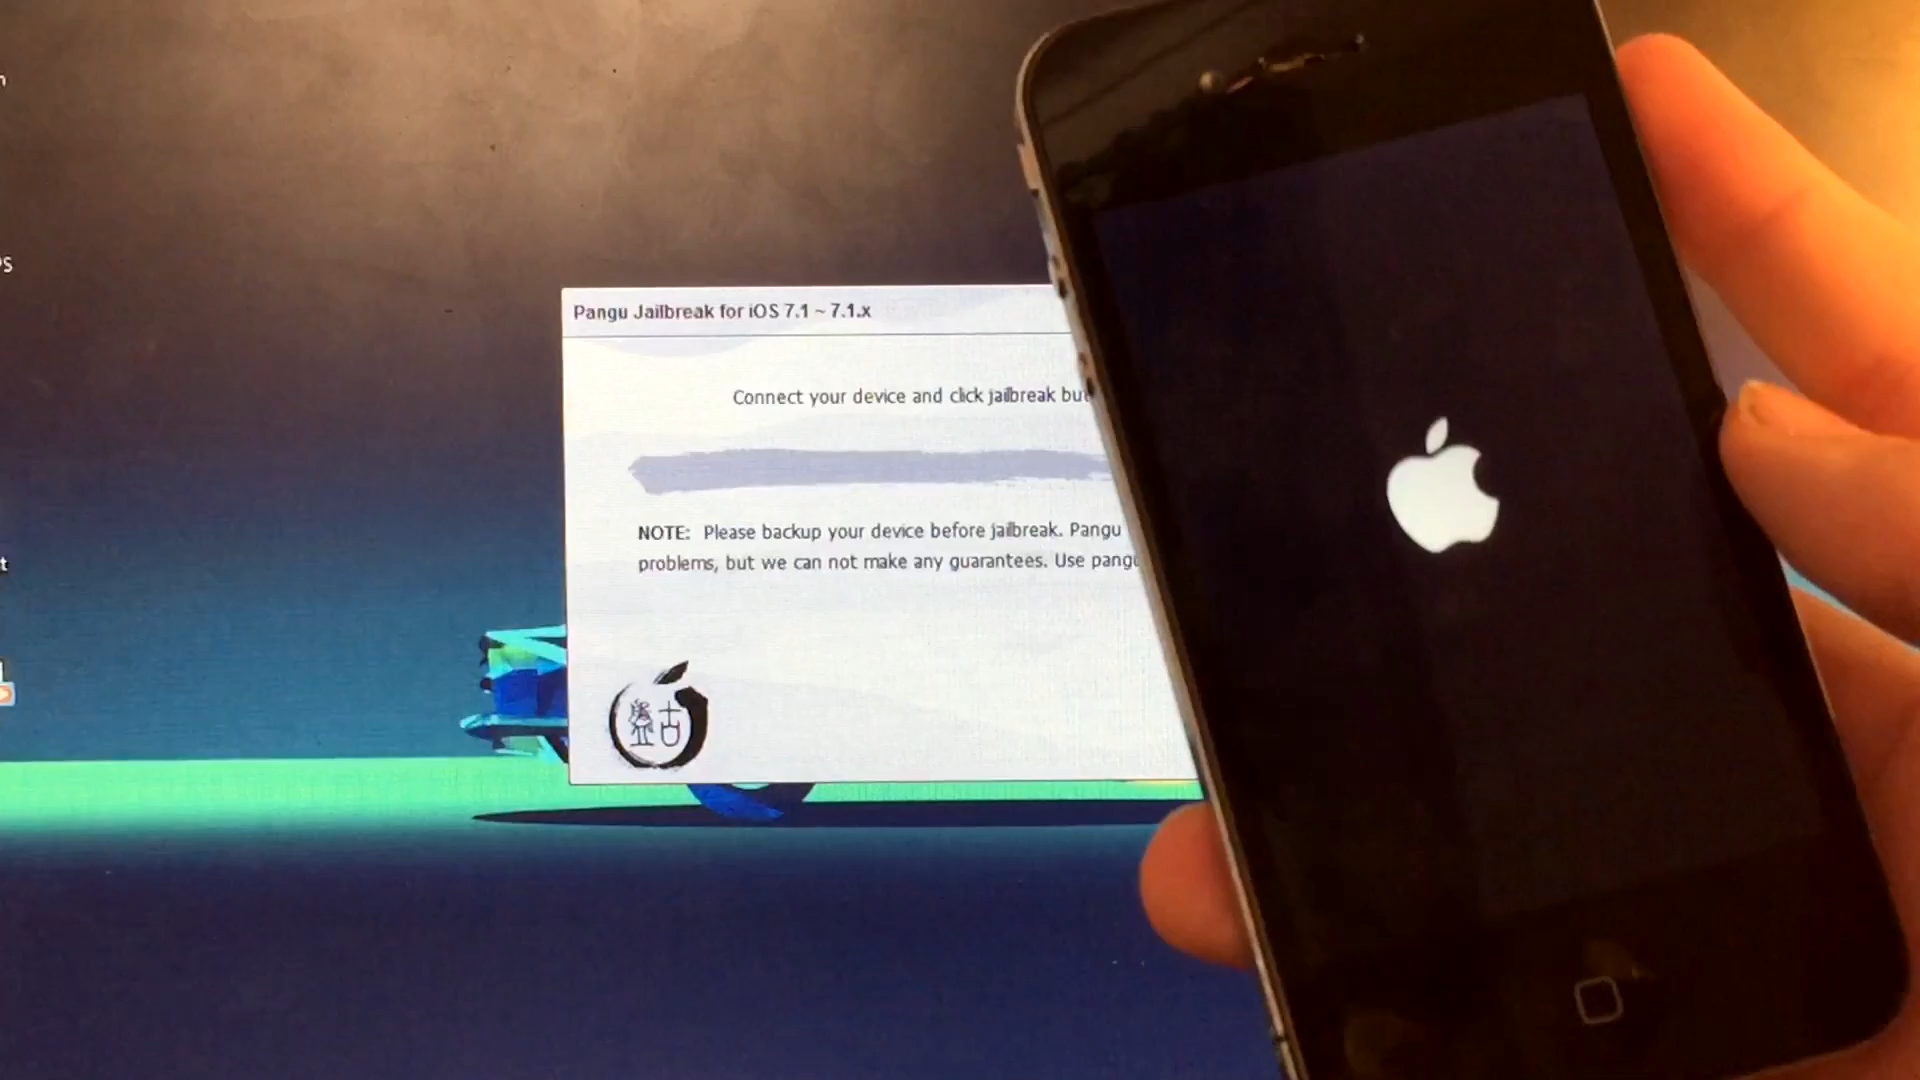 Pangu Jailbreak for iOS 7.1 ~ 7.1.x
Connect your device and click jailbreak
NOTE: Please backup your device before jailbreak. Pangu
problems, but we can not make any guarantees. Use
盤古